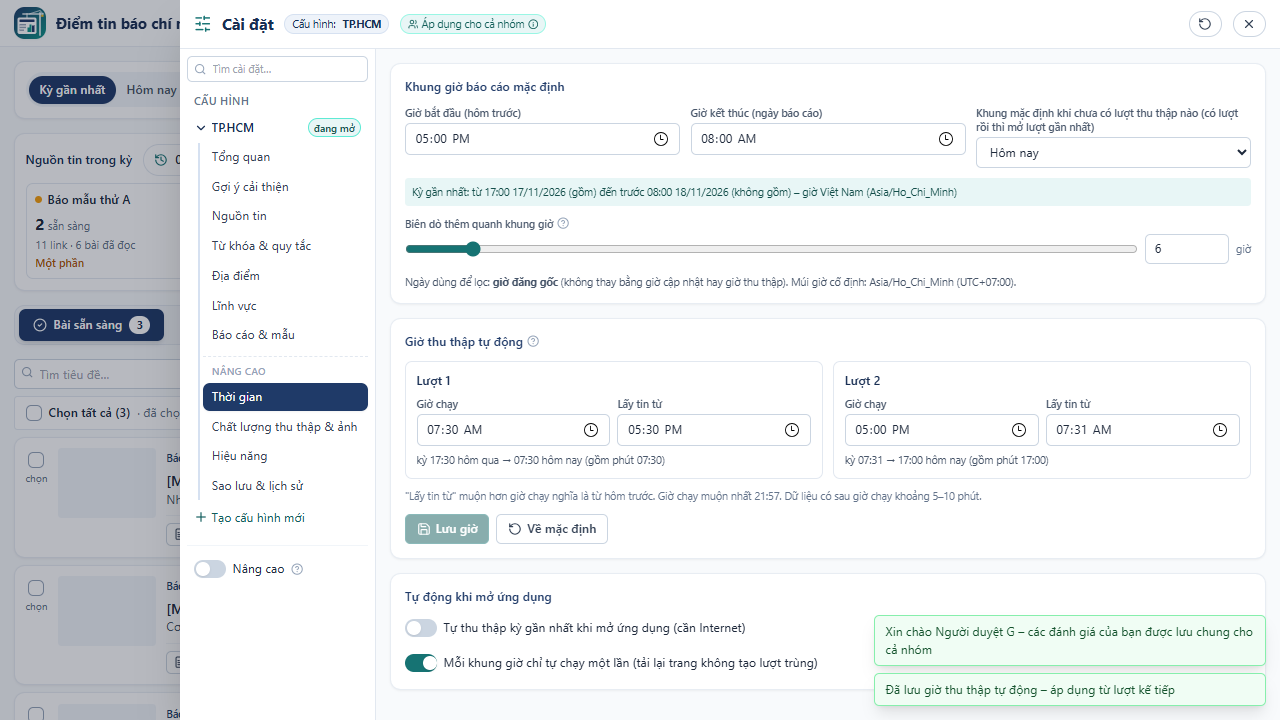 Điểm tin báo chí
Kỳ gần nhất
Hôm nay
Nguồn tin trong kỳ
Báo mẫu thử A
2 sẵn sàng
11 link · 6 bài đã đọc
Một phần
Bài sẵn sàng 3
Tìm tiêu đề...
Chọn tất cả (3) · đã
chọn
chọn
Cài đặt
Cấu hình: TP.HCM
Áp dụng cho cả nhóm
Tìm cài đặt...
CẤU HÌNH
TP.HCM
đang mở
Tổng quan
Gợi ý cải thiện
Nguồn tin
Từ khóa & quy tắc
Địa điểm
Lĩnh vực
Báo cáo & mẫu
NÂNG CAO
Thời gian
Chất lượng thu thập & ảnh
Hiệu năng
Sao lưu & lịch sử
+ Tạo cấu hình mới
Nâng cao
Khung giờ báo cáo mặc định
Giờ bắt đầu (hôm trước)
05:00 PM
Giờ kết thúc (ngày báo cáo)
08:00 AM
Khung mặc định khi chưa có lượt thu thập nào (có lượt
rồi thì mở lượt gần nhất)
Hôm nay
Kỳ gần nhất: từ 17:00 17/11/2026 (gồm) đến trước 08:00 18/11/2026 (không gồm) – giờ Việt Nam (Asia/Ho_Chi_Minh)
Biên dò thêm quanh khung giờ
6 giờ
Ngày dùng để lọc: giờ đăng gốc (không thay bằng giờ cập nhật hay giờ thu thập). Múi giờ cố định: Asia/Ho_Chi_Minh (UTC+07:00).
Giờ thu thập tự động
Lượt 1
Giờ chạy
Lấy tin từ
07:30 AM
05:30 PM
kỳ 17:30 hôm qua → 07:30 hôm nay (gồm phút 07:30)
Lượt 2
Giờ chạy
Lấy tin từ
05:00 PM
07:31 AM
kỳ 07:31 → 17:00 hôm nay (gồm phút 17:00)
"Lấy tin từ" muộn hơn giờ chạy nghĩa là từ hôm trước. Giờ chạy muộn nhất 21:57. Dữ liệu có sau giờ chạy khoảng 5–10 phút.
Lưu giờ
Về mặc định
Tự động khi mở ứng dụng
Tự thu thập kỳ gần nhất khi mở ứng dụng (cần Internet)
Mỗi khung giờ chỉ tự chạy một lần (tải lại trang không tạo lượt trùng)
Xin chào Người duyệt G – các đánh giá của bạn được lưu chung cho
cả nhóm
Đã lưu giờ thu thập tự động – áp dụng từ lượt kế tiếp